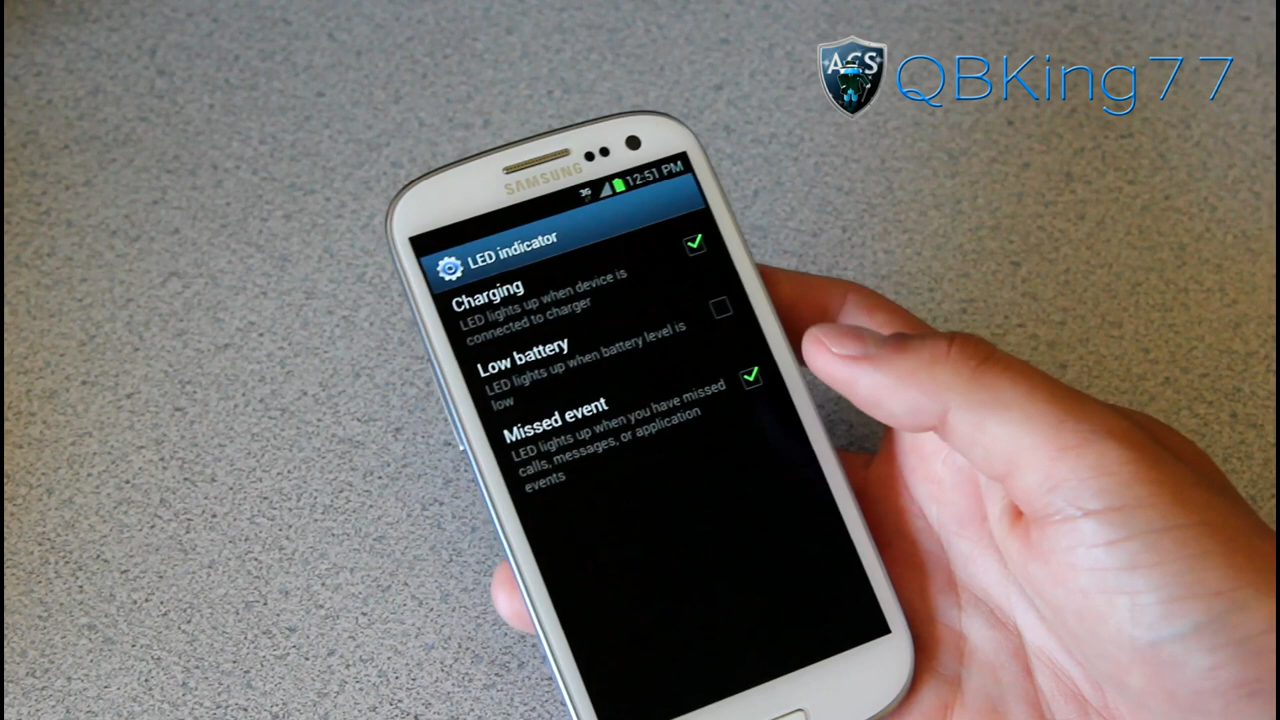 ACS QBKing77
SAMSUNG
3G 12:51 PM
LED indicator
Charging
LED lights up when device is
connected to charger
Low battery
LED lights up when battery level is
low
Missed event
LED lights up when you have missed
calls, messages, or application
events